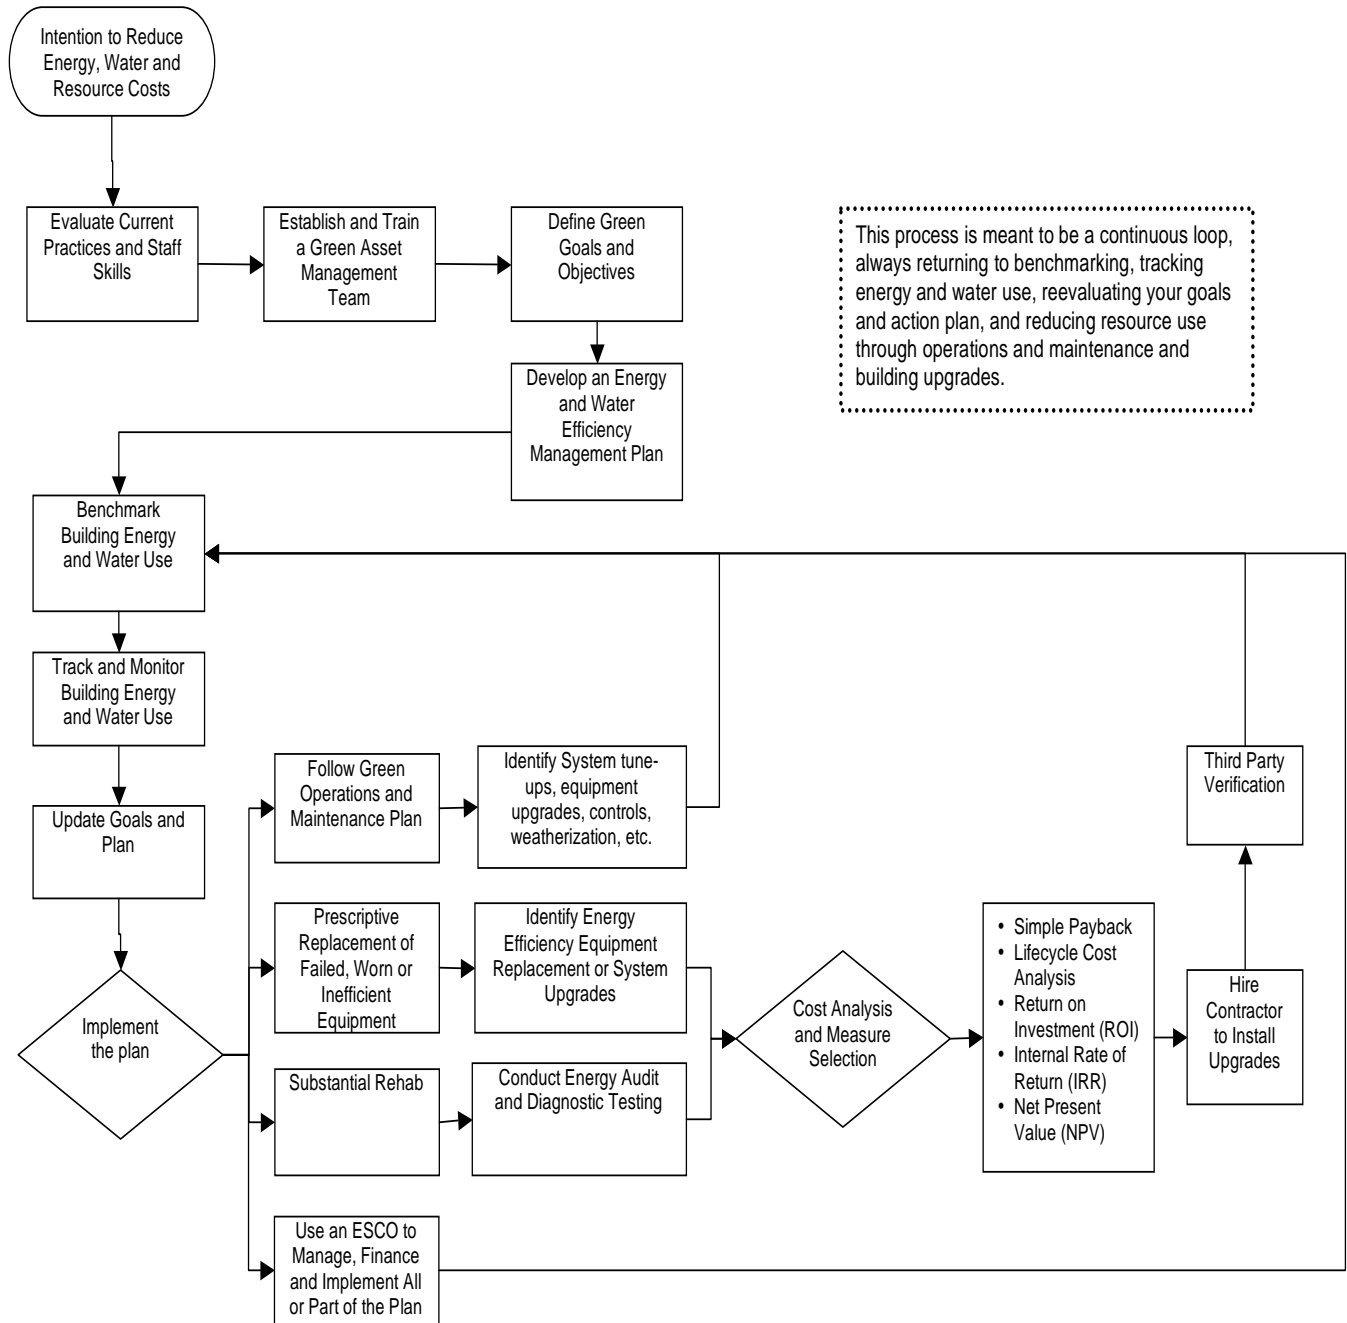 Intention to Reduce
Energy, Water and
Resource Costs
Evaluate Current
Practices and Staff
Skills
Establish and Train
a Green Asset
Management
Team
Define Green
Goals and
Objectives
This process is meant to be a continuous loop,
always returning to benchmarking, tracking
energy and water use, reevaluating your goals
and action plan, and reducing resource use
through operations and maintenance and
building upgrades.
Develop an Energy
and Water
Efficiency
Management Plan
Benchmark
Building Energy
and Water Use
Track and Monitor
Building Energy
and Water Use
Update Goals and
Plan
Implement
the plan
Follow Green
Operations and
Maintenance Plan
Identify System tune-
ups, equipment
upgrades, controls,
weatherization, etc.
Prescriptive
Replacement of
Failed, Worn or
Inefficient
Equipment
Identify Energy
Efficiency Equipment
Replacement or System
Upgrades
Substantial Rehab
Conduct Energy Audit
and Diagnostic Testing
Use an ESCO to
Manage, Finance
and Implement All
or Part of the Plan
Cost Analysis
and Measure
Selection
• Simple Payback
• Lifecycle Cost
Analysis
• Return on
Investment (ROI)
• Internal Rate of
Return (IRR)
• Net Present
Value (NPV)
Hire
Contractor
to Install
Upgrades
Third Party
Verification